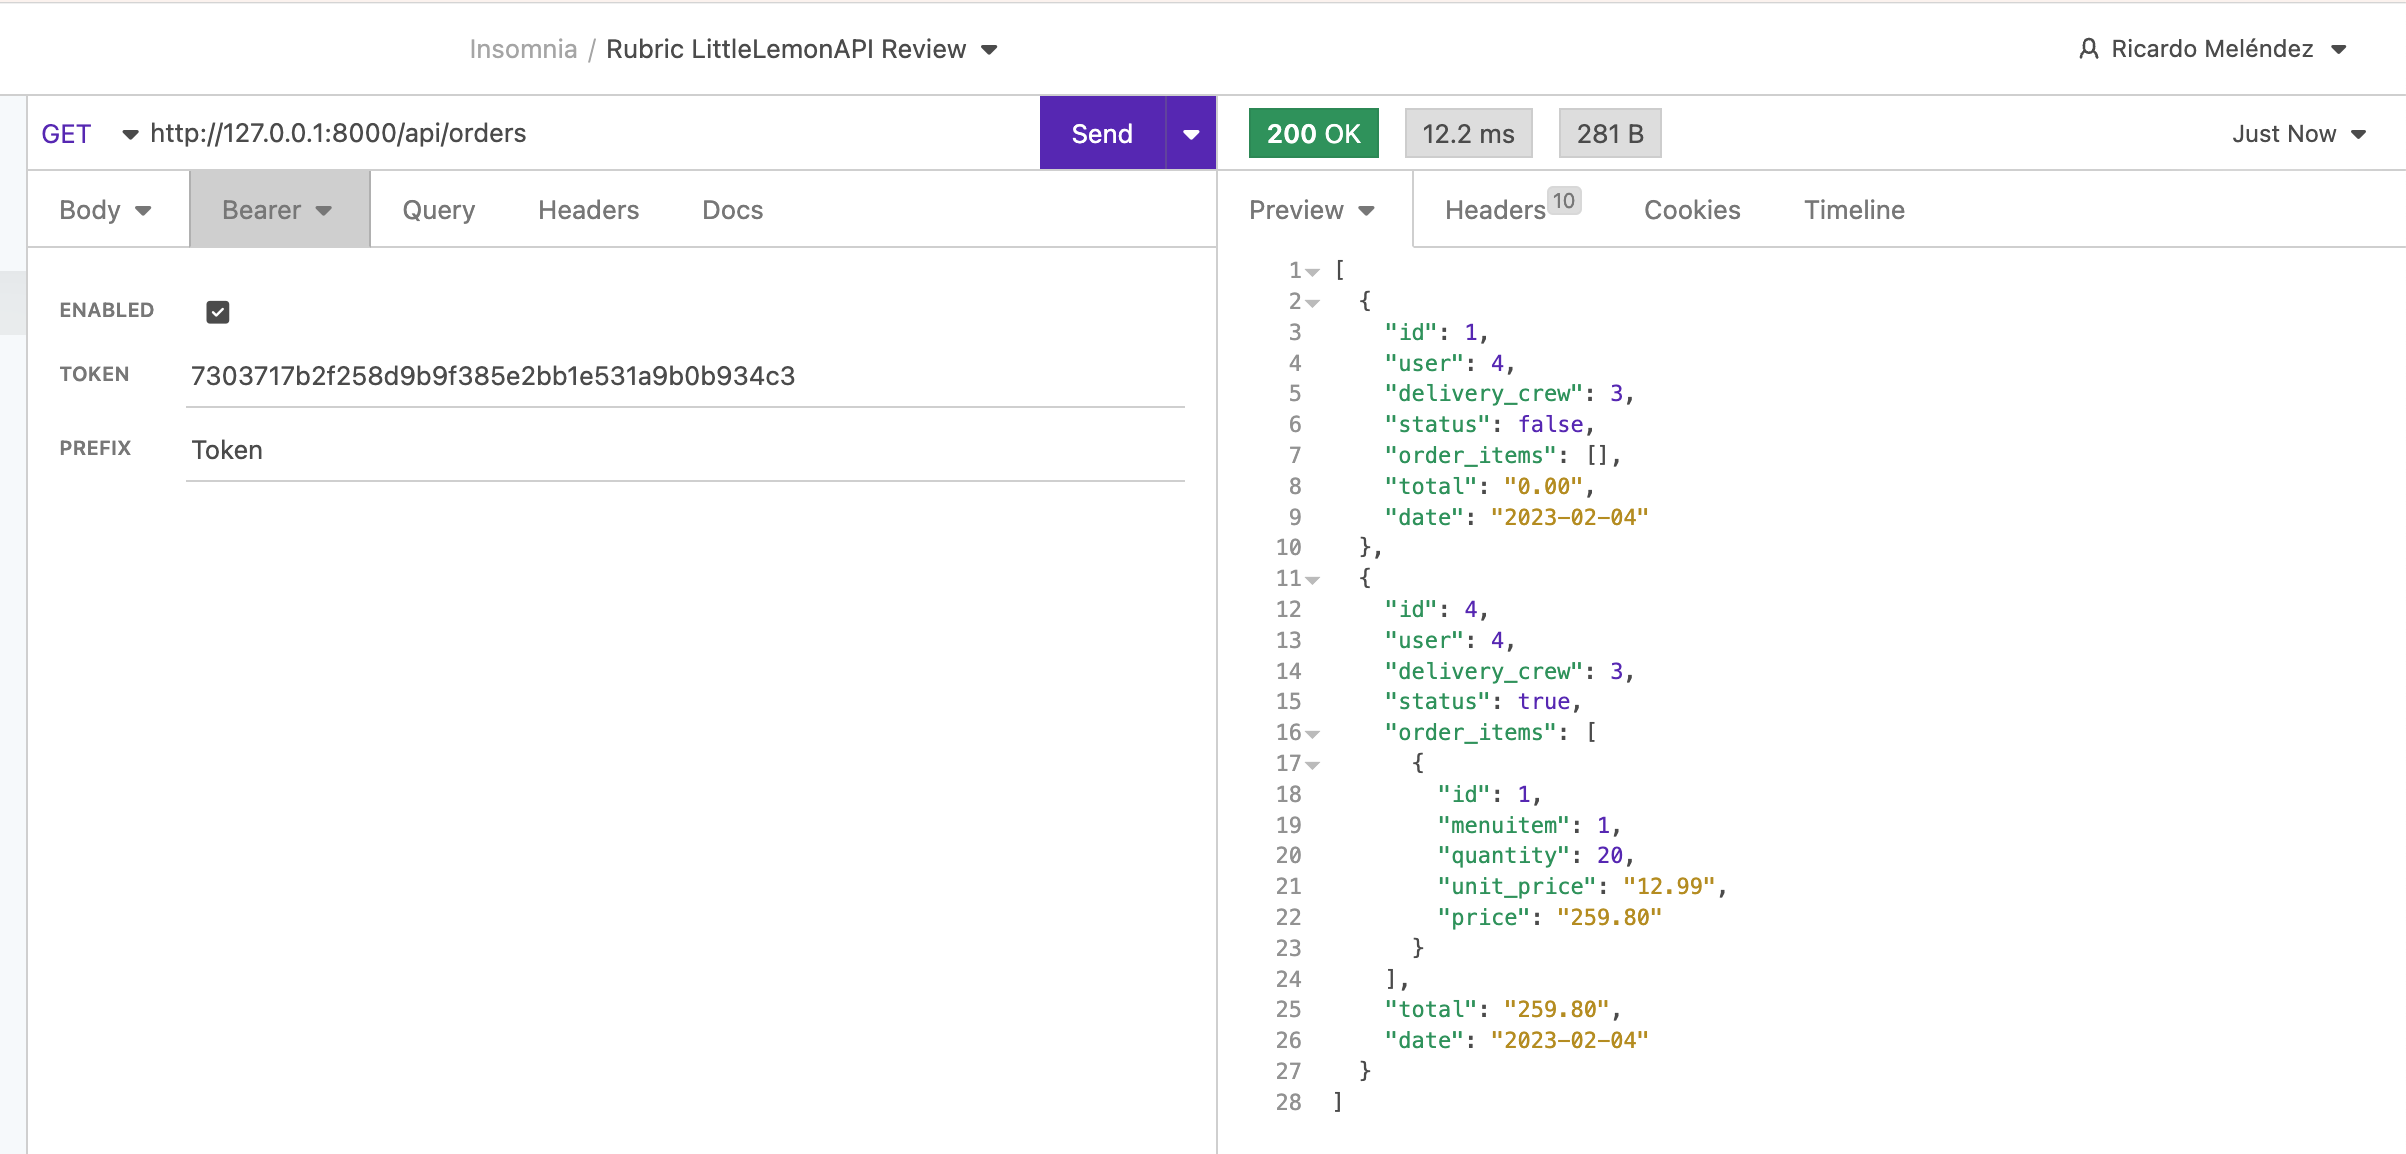 Insomnia / Rubric LittleLemonAPI Review
Ricardo Meléndez
GET http://127.0.0.1:8000/api/orders
Send
200 OK
12.2 ms
281 B
Just Now
Body
Bearer
Query
Headers
Docs
ENABLED
TOKEN 7303717b2f258d9b9f385e2bb1e531a9b0b934c3
PREFIX Token
Preview
Headers 10
Cookies
Timeline
1 [
2 {
3 "id": 1,
4 "user": 4,
5 "delivery_crew": 3,
6 "status": false,
7 "order_items": [],
8 "total": "0.00",
9 "date": "2023-02-04"
10 },
11 {
12 "id": 4,
13 "user": 4,
14 "delivery_crew": 3,
15 "status": true,
16 "order_items": [
17 {
18 "id": 1,
19 "menuitem": 1,
20 "quantity": 20,
21 "unit_price": "12.99",
22 "price": "259.80"
23 }
24 ],
25 "total": "259.80",
26 "date": "2023-02-04"
27 }
28 ]